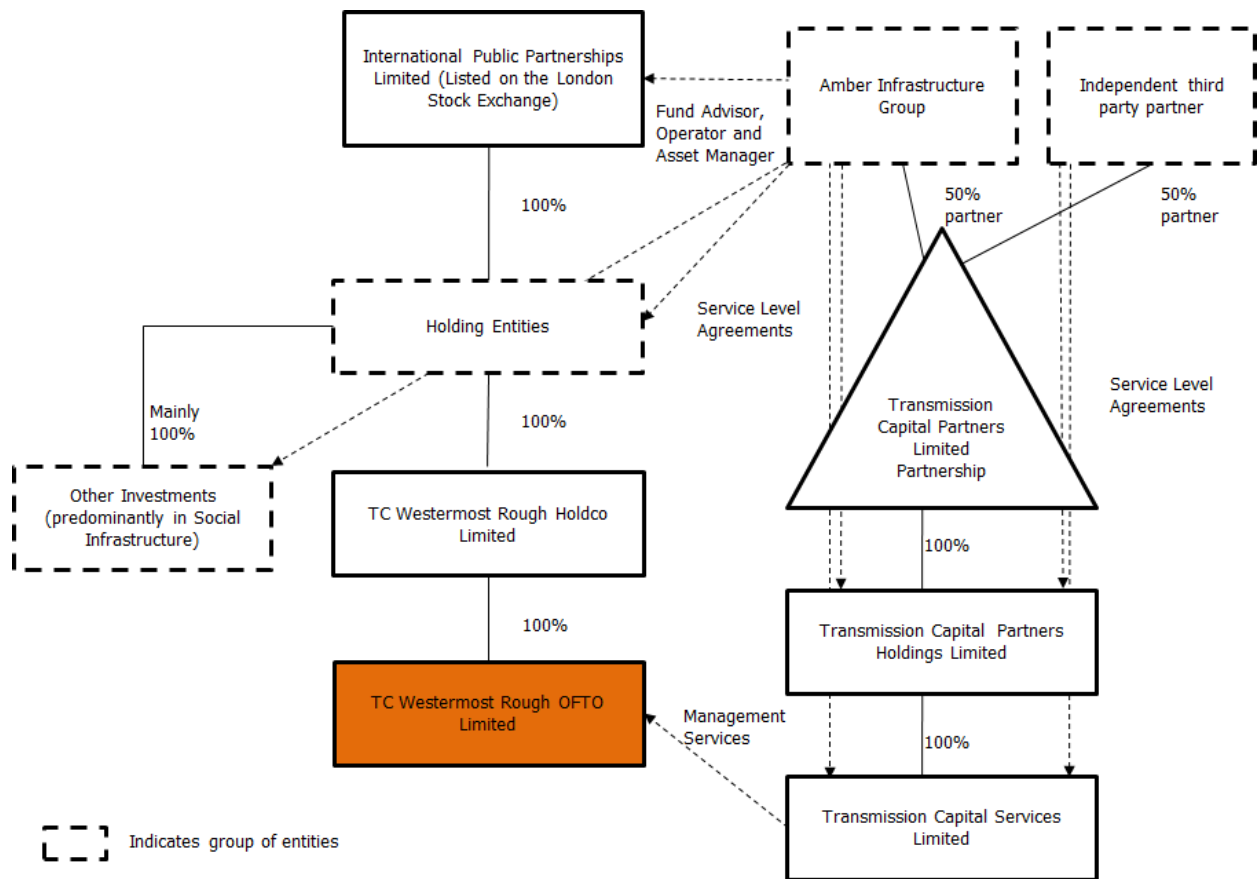 International Public Partnerships
Limited (Listed on the London
Stock Exchange)
Amber Infrastructure
Group
Independent third
party partner
Fund Advisor,
Operator and
Asset Manager
100%
50%
partner
50%
partner
Holding Entities
Service Level
Agreements
Mainly
100%
100%
Service Level
Agreements
Transmission
Capital Partners
Limited
Partnership
Other Investments
(predominantly in Social
Infrastructure)
TC Westermost Rough Holdco
Limited
100%
100%
Transmission Capital Partners
Holdings Limited
TC Westermost Rough OFTO
Limited
Management
Services
100%
Transmission Capital Services
Limited
Indicates group of entities